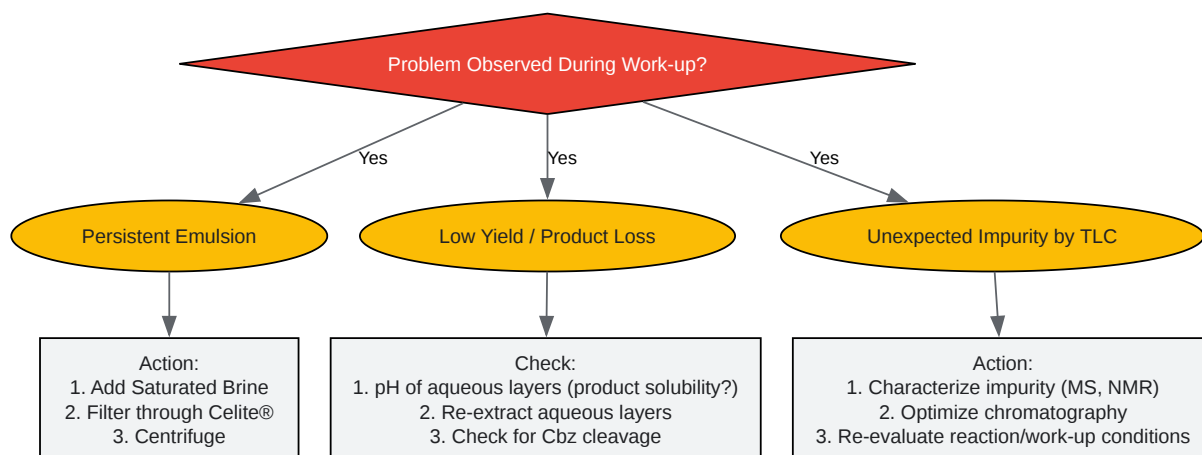 Problem Observed During Work-up?
Yes
Yes
Yes
Persistent Emulsion
Low Yield / Product Loss
Unexpected Impurity by TLC
Action:
1. Add Saturated Brine
2. Filter through Celite®
3. Centrifuge
Check:
1. pH of aqueous layers (product solubility?)
2. Re-extract aqueous layers
3. Check for Cbz cleavage
Action:
1. Characterize impurity (MS, NMR)
2. Optimize chromatography
3. Re-evaluate reaction/work-up conditions